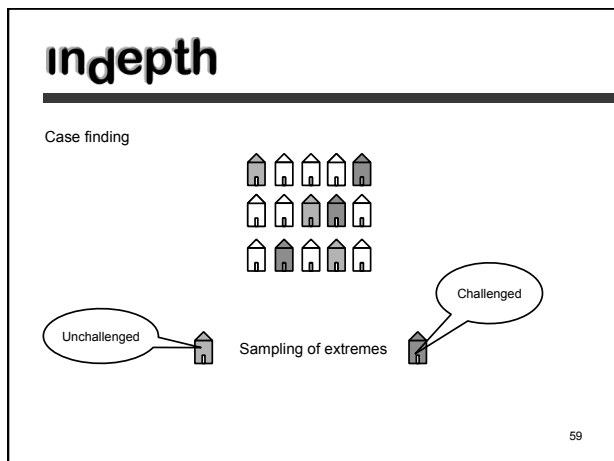 indepth
Case finding
Challenged
Unchallenged
Sampling of extremes
59